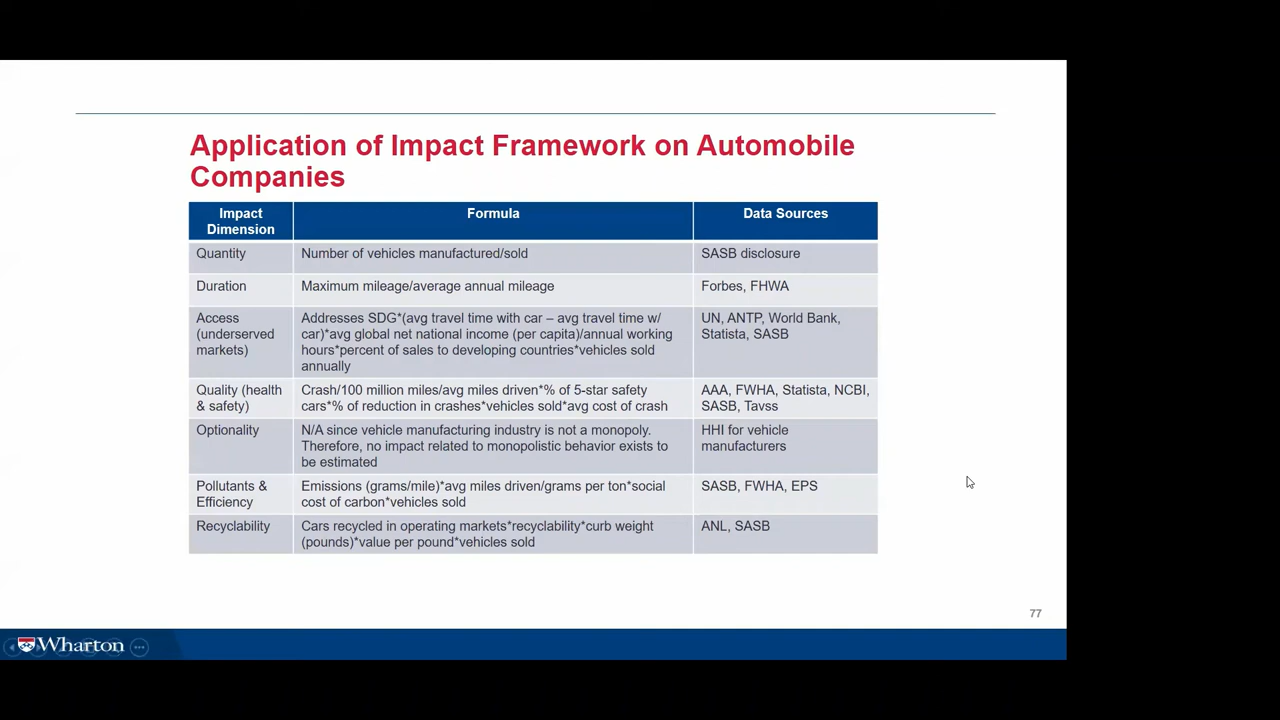 Application of Impact Framework on Automobile
Companies
Impact
Dimension
Formula
Data Sources
Quantity
Number of vehicles manufactured/sold
SASB disclosure
Duration
Maximum mileage/average annual mileage
Forbes, FHWA
Access
(underserved
markets)
Addresses SDG*(avg travel time with car – avg travel time w/
car)*avg global net national income (per capita)/annual working
hours*percent of sales to developing countries*vehicles sold
annually
UN, ANTP, World Bank,
Statista, SASB
Quality (health
& safety)
Crash/100 million miles/avg miles driven*% of 5-star safety
cars*% of reduction in crashes*vehicles sold*avg cost of crash
AAA, FWHA, Statista, NCBI,
SASB, Tavss
Optionality
N/A since vehicle manufacturing industry is not a monopoly.
Therefore, no impact related to monopolistic behavior exists to
be estimated
HHI for vehicle
manufacturers
Pollutants &
Efficiency
Emissions (grams/mile)*avg miles driven/grams per ton*social
cost of carbon*vehicles sold
SASB, FWHA, EPS
Recyclability
Cars recycled in operating markets*recyclability*curb weight
(pounds)*value per pound*vehicles sold
ANL, SASB
77
Wharton